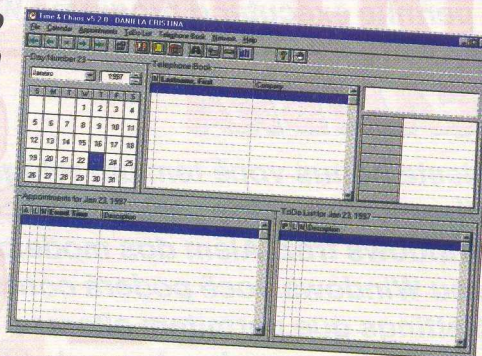 Time & Chaos v5.2.0 - DANIELA CRISTINA
File Calendar Appointments ToDo List Telephone Book Network Help
Day Number 23
Janeiro 1997
S M T W T F S
1 2 3 4
5 6 7 8 9 10 11
12 13 14 15 16 17 18
19 20 21 22 23 24 25
26 27 28 29 30 31
Telephone Book
N Lastname, First Company
Appointments for Jan 23, 1997
A L N Event Time Description
ToDo List for Jan 23, 1997
P L N Description